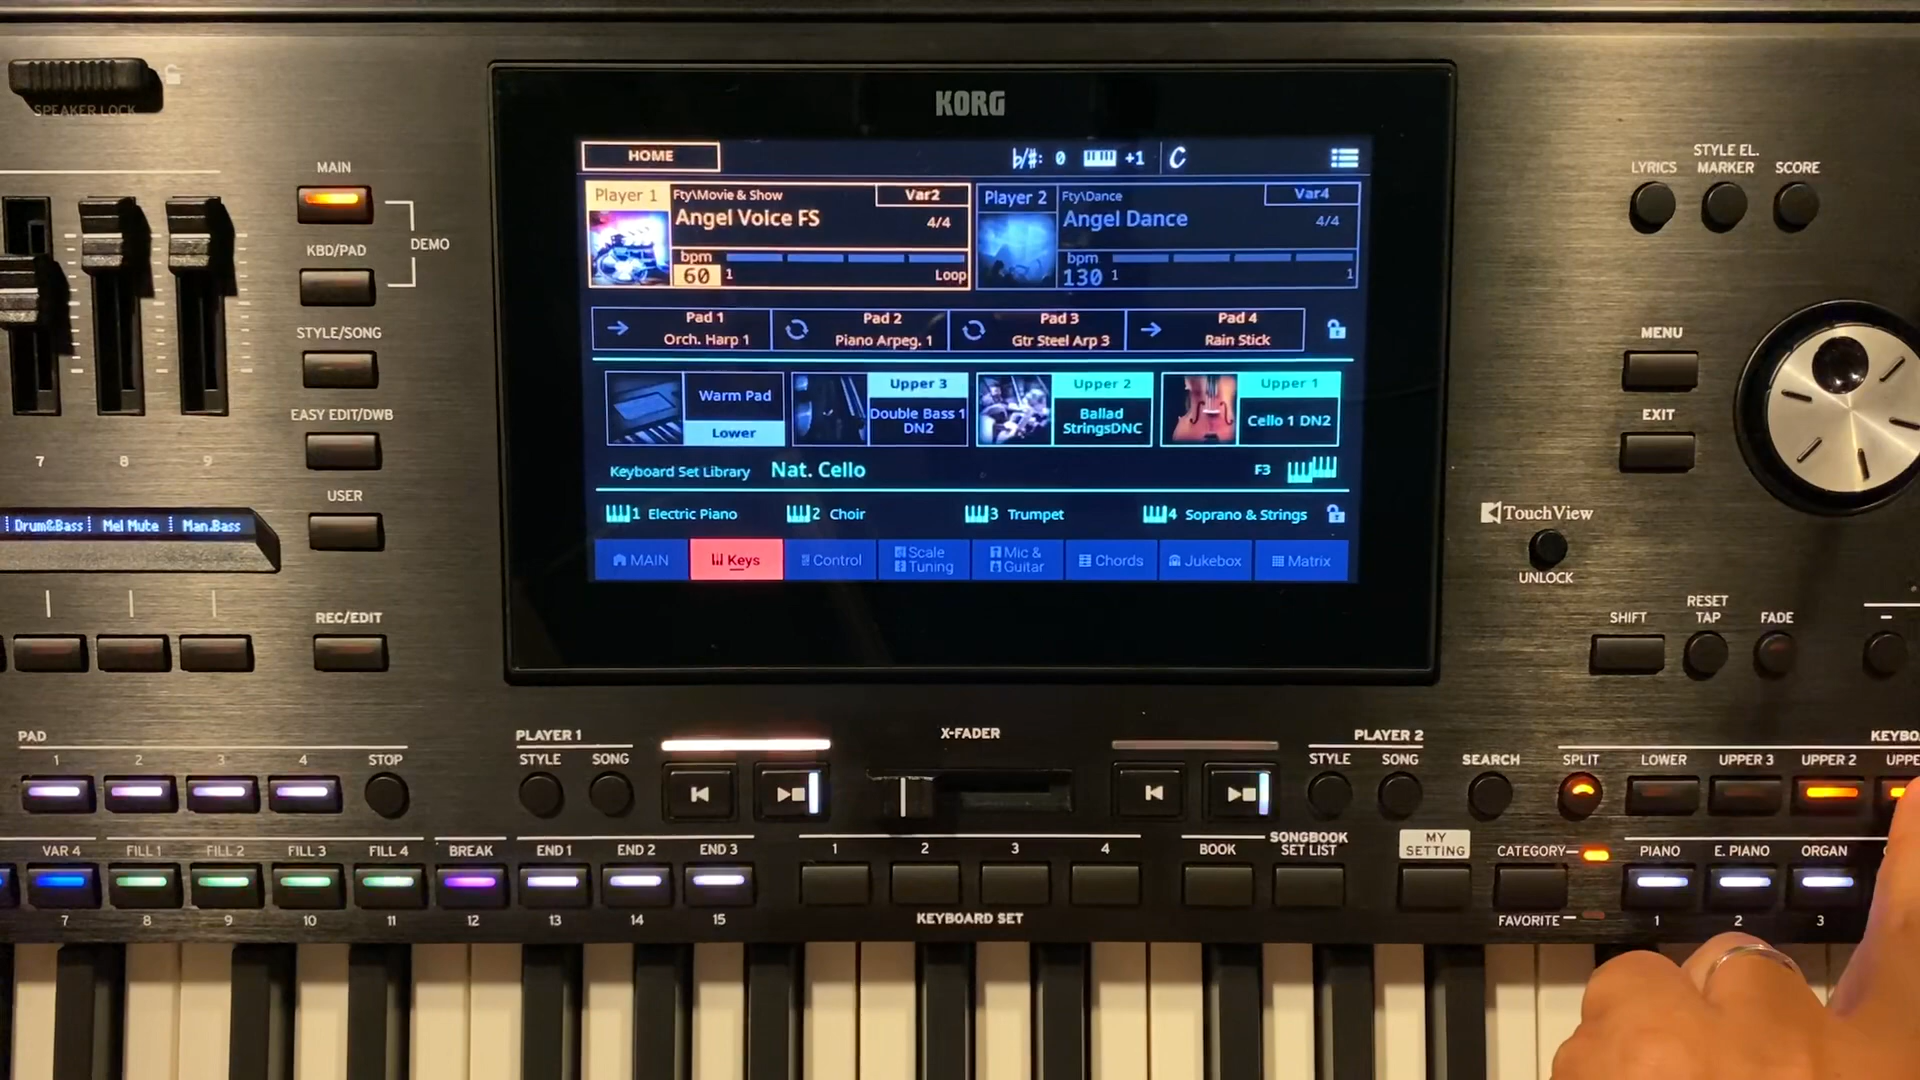 KORG
SPEAKER LOCK
MAIN
KBD/PAD
DEMO
STYLE/SONG
EASY EDIT/DWB
USER
REC/EDIT
7 8 9
Drum&Bass Mel Mute Man.Bass
HOME
b/#: 0 +1 C
Player 1
Fty\Movie & Show
Var2
Angel Voice FS
4/4
bpm
60 1
Loop
Player 2
Fty\Dance
Var4
Angel Dance
4/4
bpm
130 1
1
Pad 1
Orch. Harp 1
Pad 2
Piano Arpeg. 1
Pad 3
Gtr Steel Arp 3
Pad 4
Rain Stick
Warm Pad
Lower
Upper 3
Double Bass 1
DN2
Upper 2
Ballad
StringsDNC
Upper 1
Cello 1 DN2
Keyboard Set Library Nat. Cello
F3
1 Electric Piano
2 Choir
3 Trumpet
4 Soprano & Strings
MAIN
Keys
Control
Scale
Tuning
Mic &
Guitar
Chords
Jukebox
Matrix
LYRICS
STYLE EL.
MARKER
SCORE
MENU
EXIT
TouchView
UNLOCK
SHIFT
RESET
TAP
FADE
-
PAD
1 2 3 4 STOP
PLAYER 1
STYLE SONG
X-FADER
PLAYER 2
STYLE SONG
SEARCH
SPLIT
LOWER UPPER 3 UPPER 2
VAR 4 FILL 1 FILL 2 FILL 3 FILL 4 BREAK END 1 END 2 END 3
7 8 9 10 11 12 13 14 15
1 2 3 4
KEYBOARD SET
BOOK
SONGBOOK
SET LIST
MY
SETTING
CATEGORY
FAVORITE
PIANO E. PIANO ORGAN
1 2 3